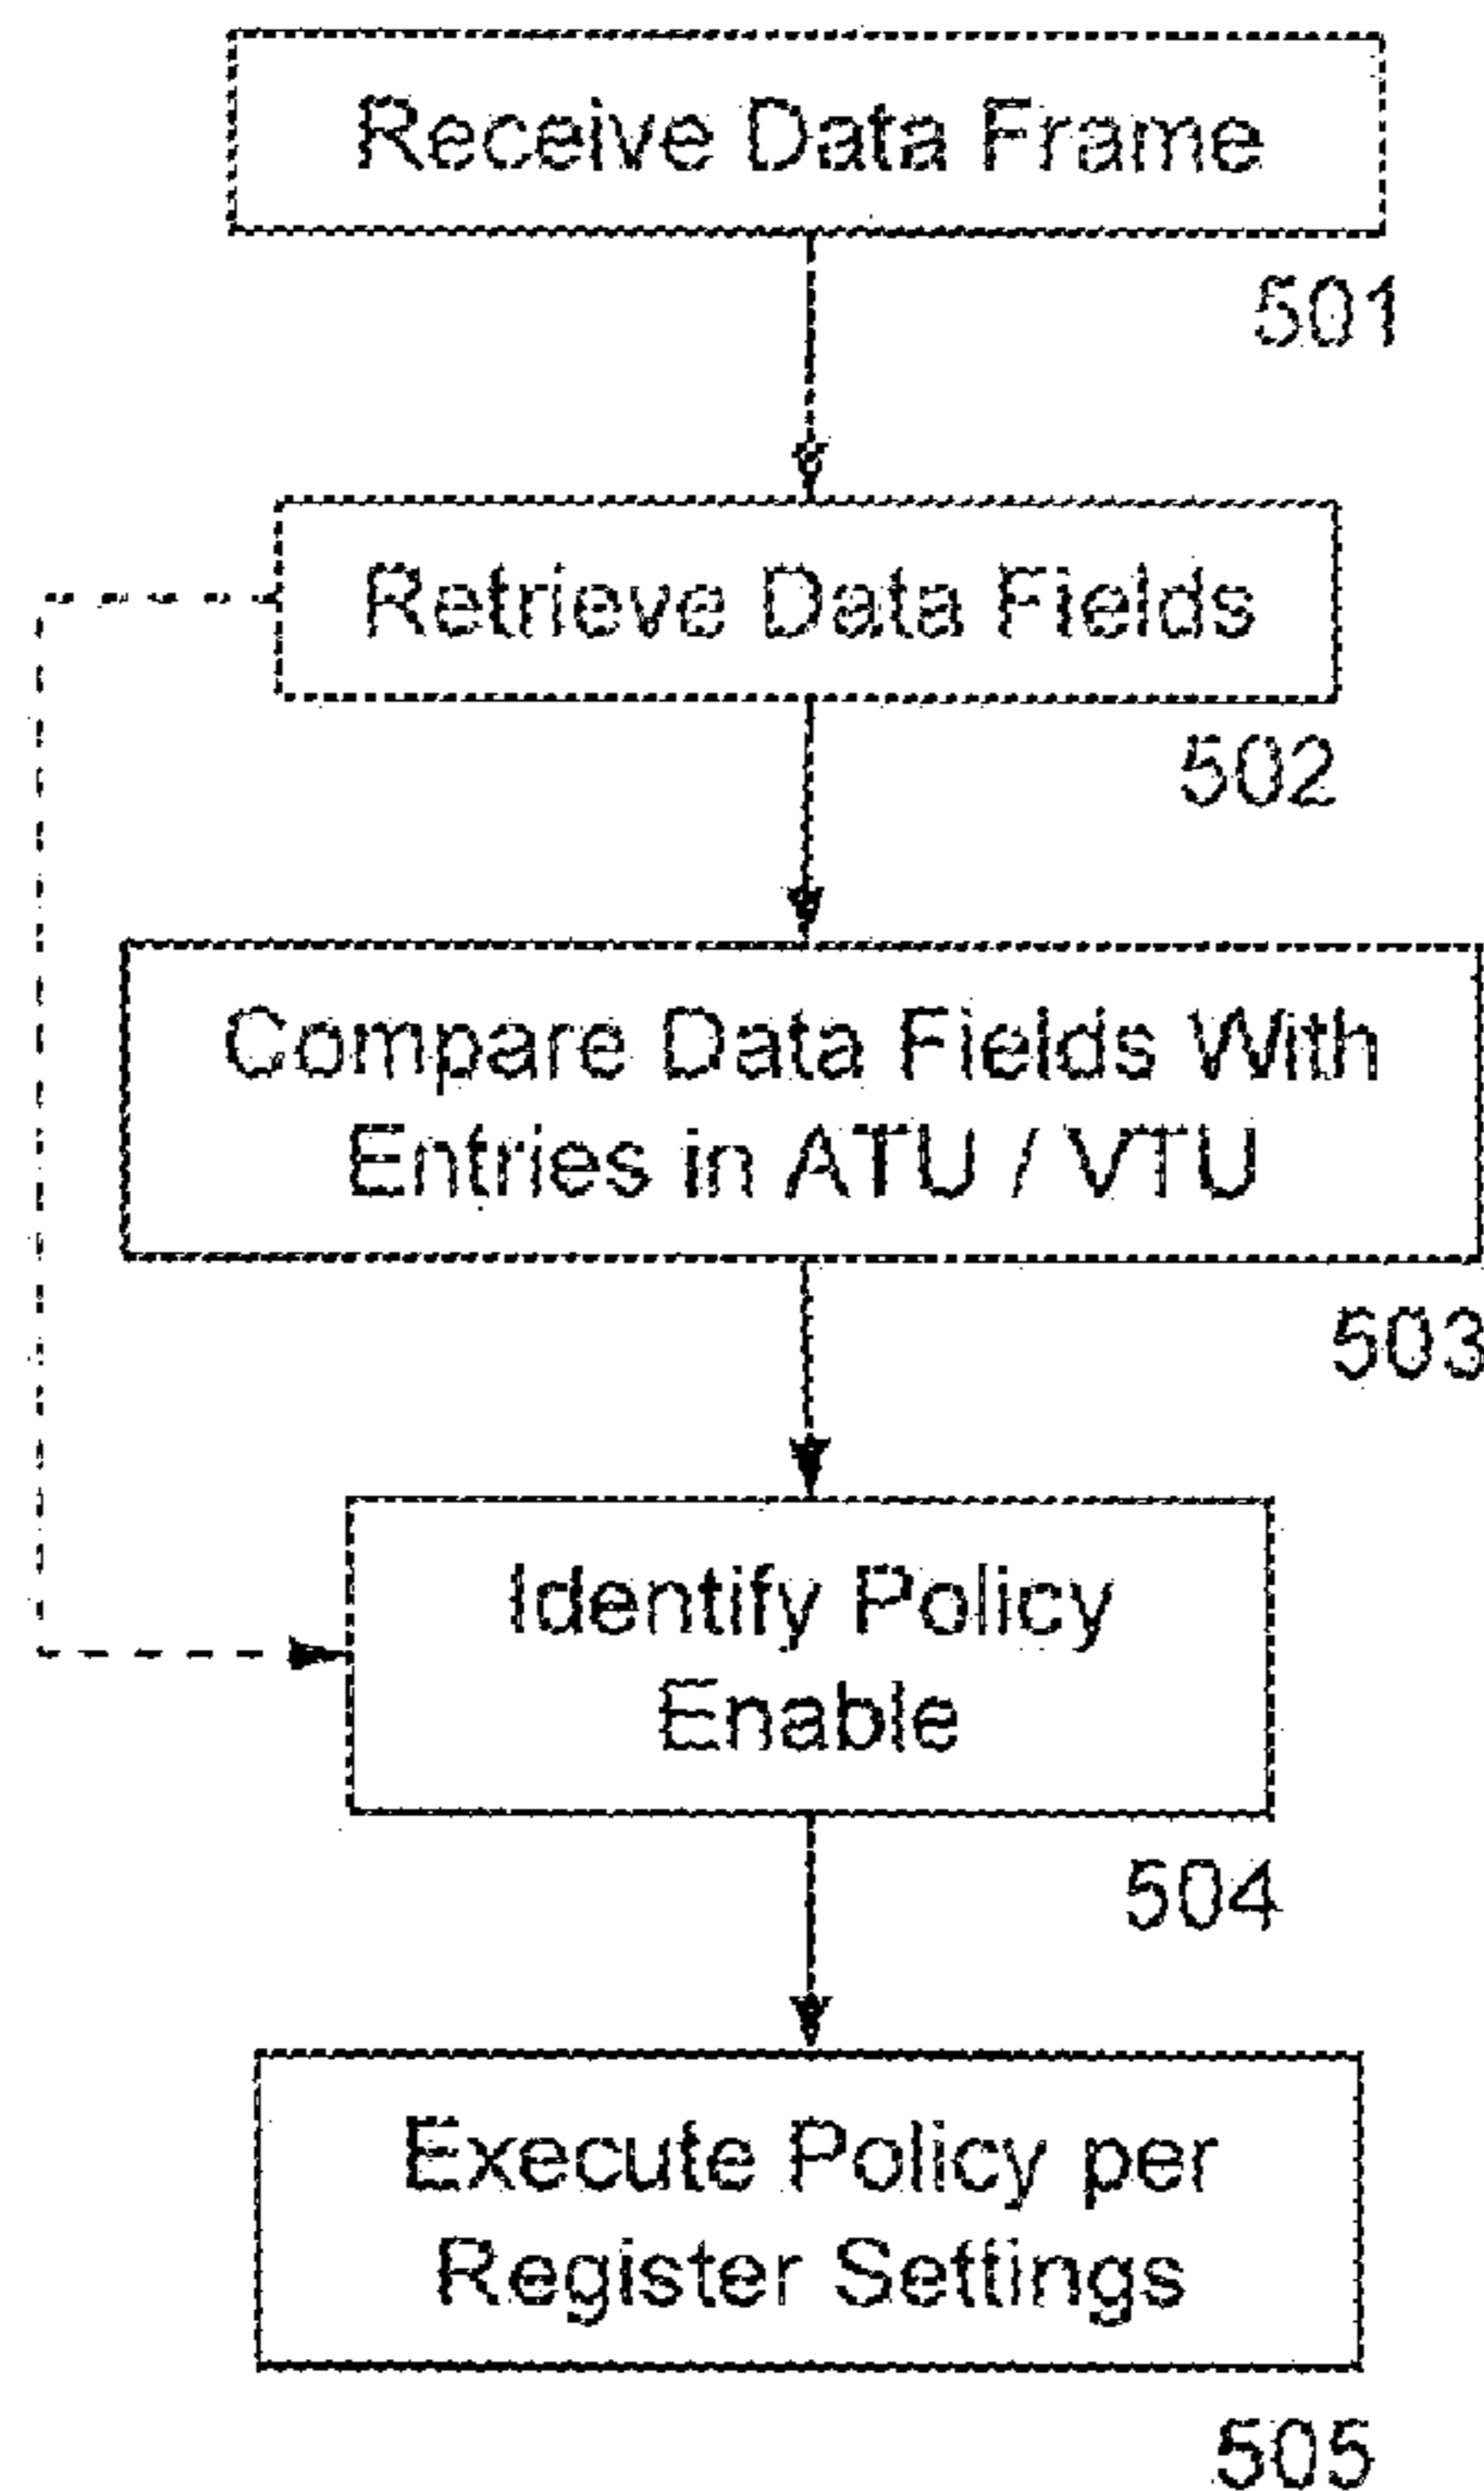 Receive Data Frame
501
Retrieve Data Fields
502
Compare Data Fields With
Entries in ATU / VTU
503
Identify Policy
Enable
504
Execute Policy per
Register Settings
505